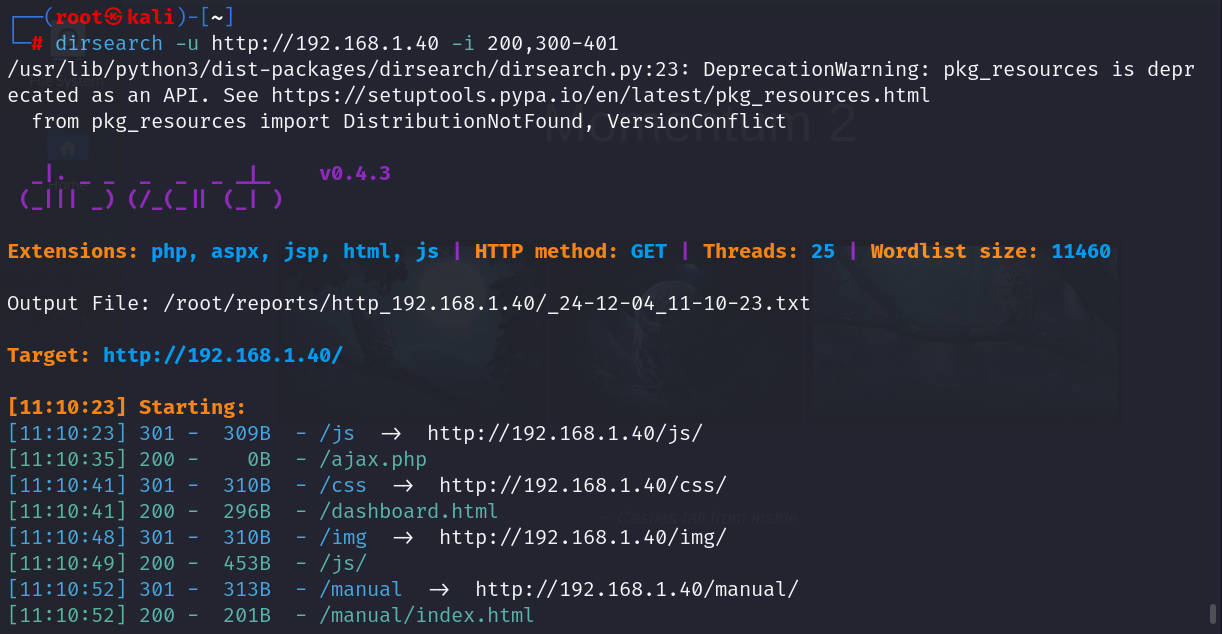 ┌──(root㉿kali)-[~]
└─# dirsearch -u http://192.168.1.40 -i 200,300-401
/usr/lib/python3/dist-packages/dirsearch/dirsearch.py:23: DeprecationWarning: pkg_resources is depr
ecated as an API. See https://setuptools.pypa.io/en/latest/pkg_resources.html
  from pkg_resources import DistributionNotFound, VersionConflict
Momentum 2
  _|. _ _  _  _  _ _|_    v0.4.3
 (_||| _) (/_(_|| (_| )
Extensions: php, aspx, jsp, html, js | HTTP method: GET | Threads: 25 | Wordlist size: 11460
Output File: /root/reports/http_192.168.1.40/_24-12-04_11-10-23.txt
Target: http://192.168.1.40/
[11:10:23] Starting:
[11:10:23] 301 -  309B  - /js  ->  http://192.168.1.40/js/
[11:10:35] 200 -    0B  - /ajax.php
[11:10:41] 301 -  310B  - /css  ->  http://192.168.1.40/css/
[11:10:41] 200 -  296B  - /dashboard.html
[11:10:48] 301 -  310B  - /img  ->  http://192.168.1.40/img/
[11:10:49] 200 -  453B  - /js/
[11:10:52] 301 -  313B  - /manual  ->  http://192.168.1.40/manual/
[11:10:52] 200 -  201B  - /manual/index.html